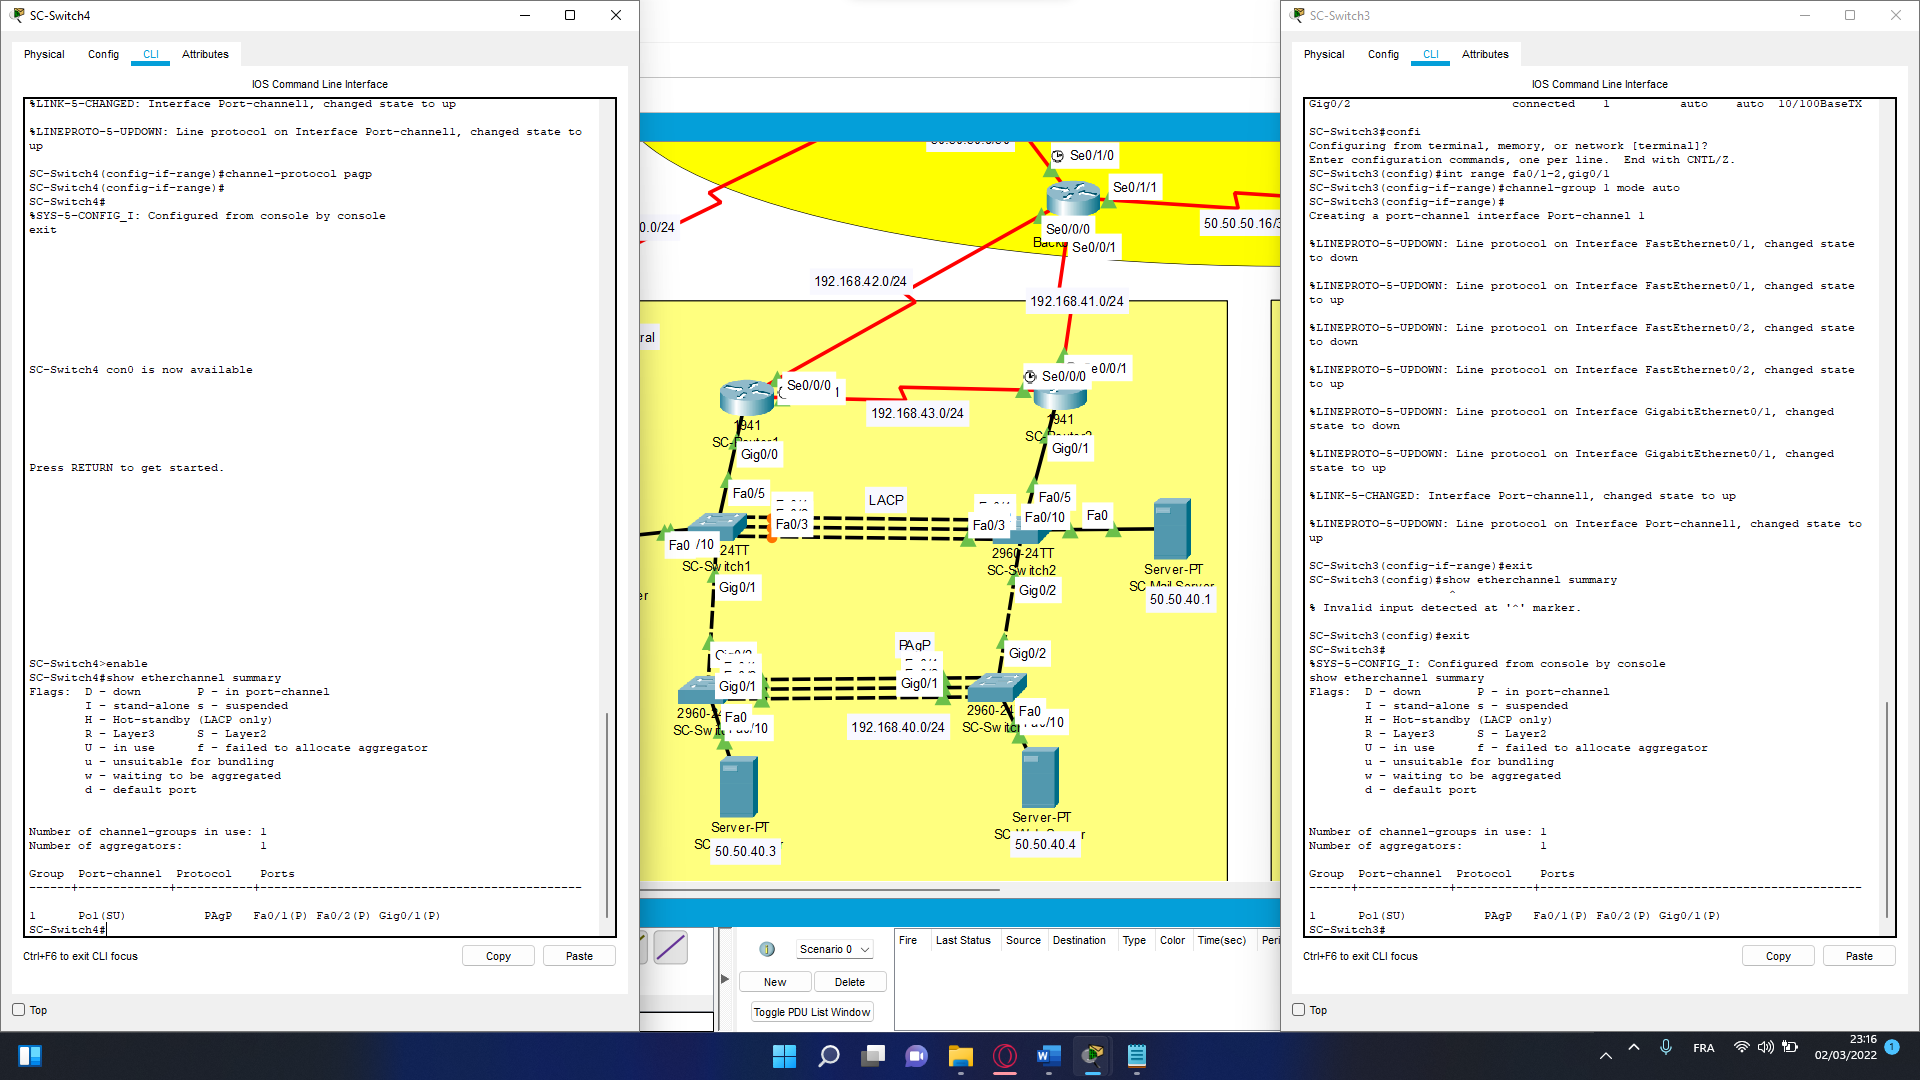 SC-Switch4
Physical Config CLI Attributes
IOS Command Line Interface
%LINK-5-CHANGED: Interface Port-channel1, changed state to up
%LINEPROTO-5-UPDOWN: Line protocol on Interface Port-channel1, changed state to
up
SC-Switch4(config-if-range)#channel-protocol pagp
SC-Switch4(config-if-range)#
SC-Switch4#
%SYS-5-CONFIG_I: Configured from console by console
exit
SC-Switch4 con0 is now available
Press RETURN to get started.
SC-Switch4>enable
SC-Switch4#show etherchannel summary
Flags:  D - down        P - in port-channel
I - stand-alone s - suspended
H - Hot-standby (LACP only)
R - Layer3      S - Layer2
U - in use      f - failed to allocate aggregator
u - unsuitable for bundling
w - waiting to be aggregated
d - default port
Number of channel-groups in use: 1
Number of aggregators:           1
Group  Port-channel  Protocol    Ports
------+-------------+-----------+----------------------------------------------
1      Po1(SU)           PAgP   Fa0/1(P) Fa0/2(P) Gig0/1(P)
SC-Switch4#
Ctrl+F6 to exit CLI focus
Copy
Paste
Top
Se0/1/0
Se0/1/1
50.50.50.16/3
0.0/24
Se0/0/0
Se0/0/1
192.168.42.0/24
192.168.41.0/24
ral
Se0/0/0
1
Se0/0/0
e0/0/1
192.168.43.0/24
1941
1941
Gig0/0
Gig0/1
Fa0/5
LACP
Fa0/5
Fa0/3
Fa0/3
Fa0/10
Fa0
Fa0
/10
24TT
SC-Switch1
2960-24TT
SC-Switch2
Server-PT
SC Mail Server
50.50.40.1
Gig0/1
Gig0/2
er
PAgP
Gig0/2
Gig0/1
Gig0/1
Fa0
Fa0
192.168.40.0/24
Server-PT
50.50.40.3
Server-PT
50.50.40.4
Scenario 0
New
Delete
Toggle PDU List Window
Fire Last Status Source Destination Type Color Time(sec) Peri
SC-Switch3
Physical Config CLI Attributes
IOS Command Line Interface
Gig0/2                       connected    1          auto    auto  10/100BaseTX
SC-Switch3#confi
Configuring from terminal, memory, or network [terminal]?
Enter configuration commands, one per line.  End with CNTL/Z.
SC-Switch3(config)#int range fa0/1-2,gig0/1
SC-Switch3(config-if-range)#channel-group 1 mode auto
SC-Switch3(config-if-range)#
Creating a port-channel interface Port-channel 1
%LINEPROTO-5-UPDOWN: Line protocol on Interface FastEthernet0/1, changed state
to down
%LINEPROTO-5-UPDOWN: Line protocol on Interface FastEthernet0/1, changed state
to up
%LINEPROTO-5-UPDOWN: Line protocol on Interface FastEthernet0/2, changed state
to down
%LINEPROTO-5-UPDOWN: Line protocol on Interface FastEthernet0/2, changed state
to up
%LINEPROTO-5-UPDOWN: Line protocol on Interface GigabitEthernet0/1, changed
state to down
%LINEPROTO-5-UPDOWN: Line protocol on Interface GigabitEthernet0/1, changed
state to up
%LINK-5-CHANGED: Interface Port-channel1, changed state to up
%LINEPROTO-5-UPDOWN: Line protocol on Interface Port-channel1, changed state to
up
SC-Switch3(config-if-range)#exit
SC-Switch3(config)#show etherchannel summary
^
% Invalid input detected at '^' marker.
SC-Switch3(config)#exit
SC-Switch3#
%SYS-5-CONFIG_I: Configured from console by console
show etherchannel summary
Flags:  D - down        P - in port-channel
I - stand-alone s - suspended
H - Hot-standby (LACP only)
R - Layer3      S - Layer2
U - in use      f - failed to allocate aggregator
u - unsuitable for bundling
w - waiting to be aggregated
d - default port
Number of channel-groups in use: 1
Number of aggregators:           1
Group  Port-channel  Protocol    Ports
------+-------------+-----------+----------------------------------------------
1      Po1(SU)           PAgP   Fa0/1(P) Fa0/2(P) Gig0/1(P)
SC-Switch3#
Ctrl+F6 to exit CLI focus
Copy
Paste
Top
FRA
23:16
02/03/2022
1